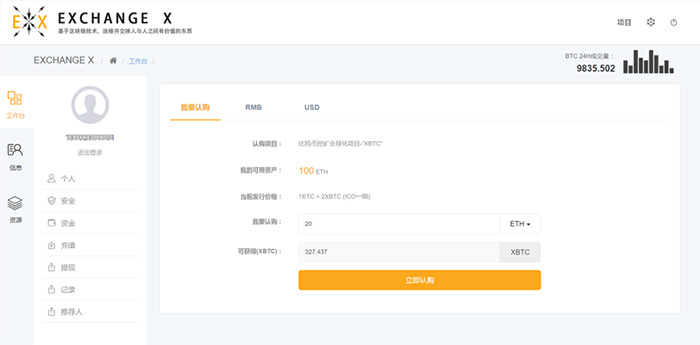 EXCHANGE X
基于区块链技术，连接并交换人与人之间有价值的东西
项目
EXCHANGE X / / 工作台 /
BTC 24H成交量：
9835.502
工作台
信息
资源
退出登录
个人
安全
资金
充值
提现
记录
推荐人
我要认购 RMB USD
认购项目： 比特币挖矿全球化项目-"XBTC"
我的可用资产： 100 ETH
当前发行价格： 1ETC = 2XBTC (ICO一期)
我要认购： 20 ETH
可获得(XBTC)： 327.437 XBTC
立即认购